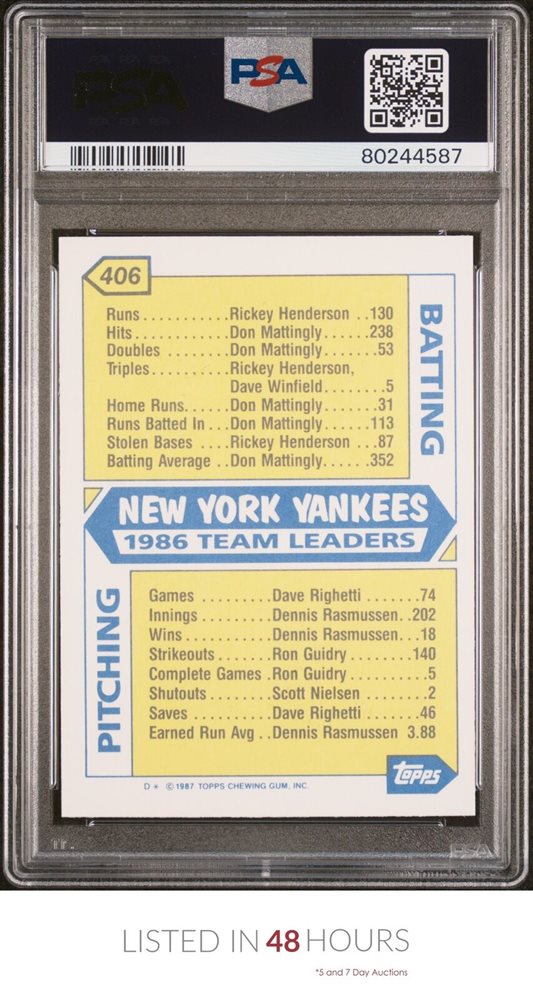 PSA
80244587
406
Runs...........Rickey Henderson ..130
Hits............Don Mattingly......238
Doubles ........Don Mattingly.......53
Triples..........Rickey Henderson,
Dave Winfield........5
Home Runs.....Don Mattingly.......31
Runs Batted In ...Don Mattingly......113
Stolen Bases ....Rickey Henderson ...87
Batting Average ..Don Mattingly......352
BATTING
NEW YORK YANKEES
1986 TEAM LEADERS
PITCHING
Games .........Dave Righetti .......74
Innings .........Dennis Rasmussen..202
Wins...........Dennis Rasmussen...18
Strikeouts.......Ron Guidry........140
Complete Games .Ron Guidry..........5
Shutouts........Scott Nielsen ........2
Saves ..........Dave Righetti .......46
Earned Run Avg ..Dennis Rasmussen 3.88
topps
D * © 1987 TOPPS CHEWING GUM, INC.
PSA
LISTED IN 48 HOURS
*5 and 7 Day Auctions